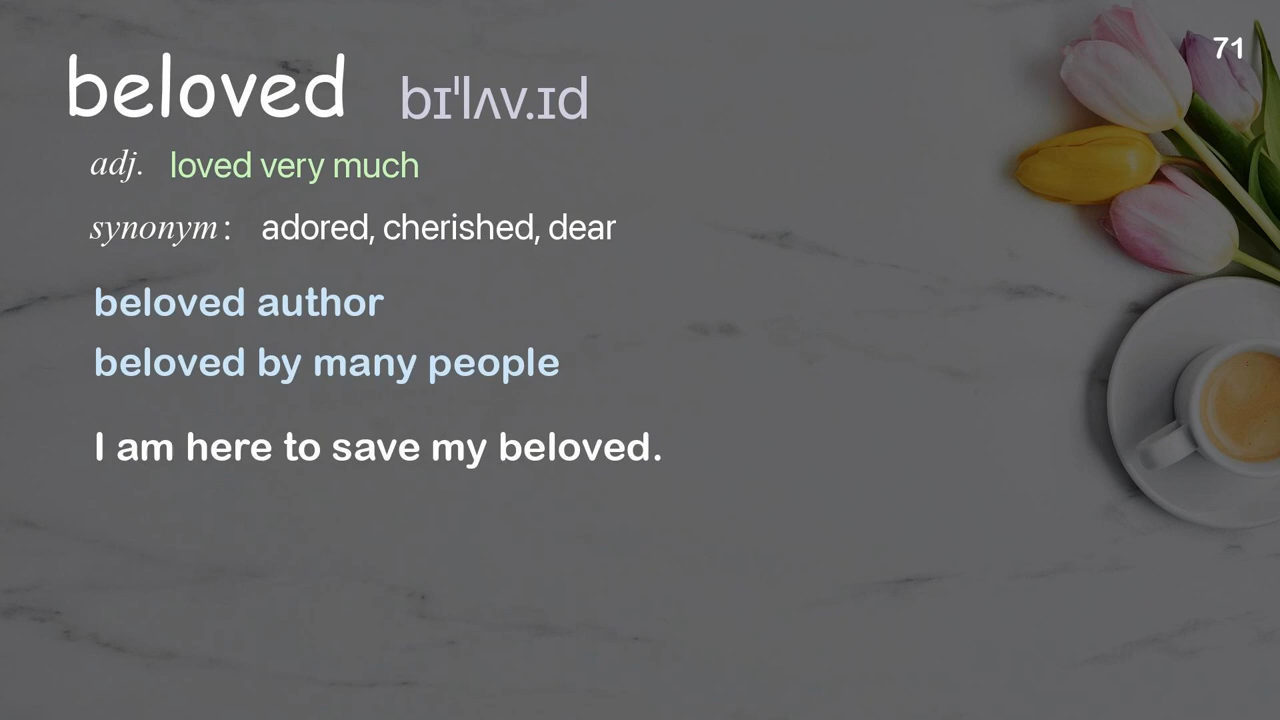 71
beloved bɪˈlʌv.ɪd
adj. loved very much
synonym: adored, cherished, dear
beloved author
beloved by many people
I am here to save my beloved.